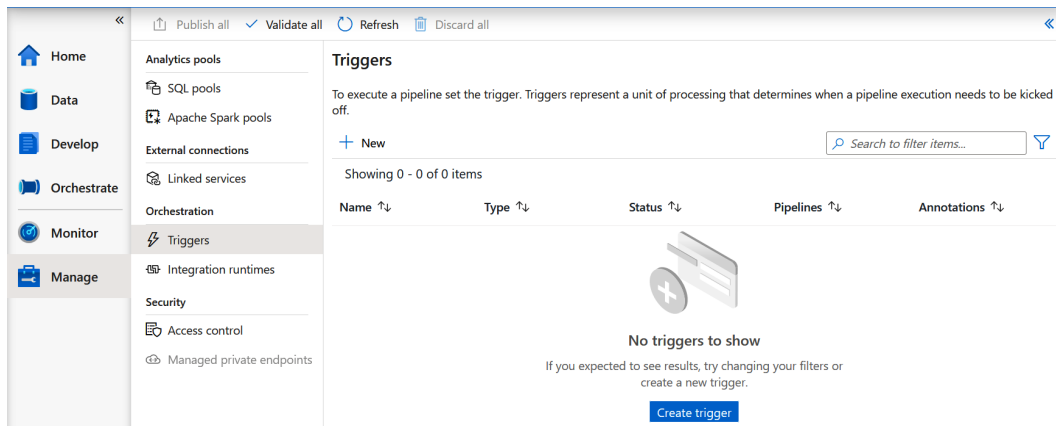 Publish all Validate all Refresh Discard all
Home
Data
Develop
Orchestrate
Monitor
Manage
Analytics pools
SQL pools
Apache Spark pools
External connections
Linked services
Orchestration
Triggers
Integration runtimes
Security
Access control
Managed private endpoints
Triggers
To execute a pipeline set the trigger. Triggers represent a unit of processing that determines when a pipeline execution needs to be kicked
off.
New
Search to filter items...
Showing 0 - 0 of 0 items
Name Type Status Pipelines Annotations
No triggers to show
If you expected to see results, try changing your filters or
create a new trigger.
Create trigger